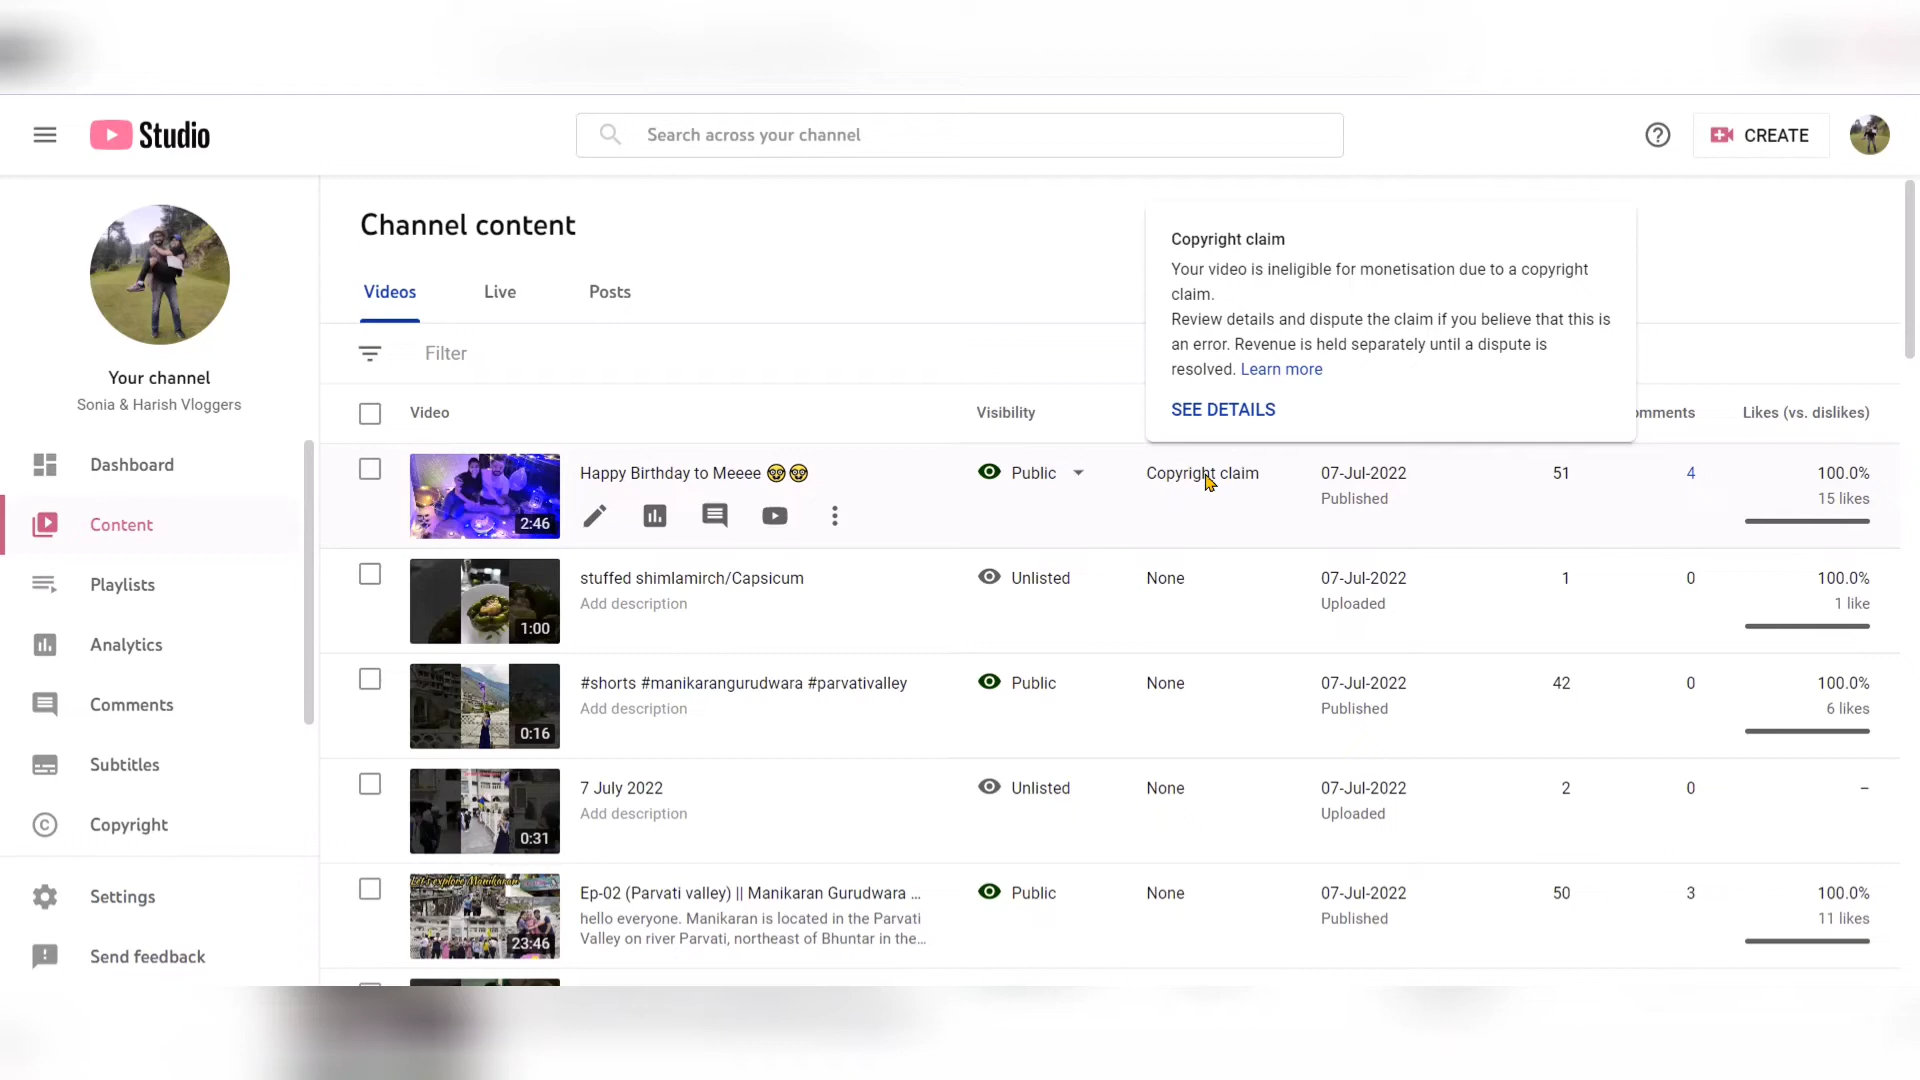 Studio
Search across your channel
CREATE
Your channel
Sonia & Harish Vloggers
Dashboard
Content
Playlists
Analytics
Comments
Subtitles
Copyright
Settings
Send feedback
Channel content
Videos
Live
Posts
Filter
Copyright claim
Your video is ineligible for monetisation due to a copyright
claim.
Review details and dispute the claim if you believe that this is
an error. Revenue is held separately until a dispute is
resolved. Learn more
SEE DETAILS
Video
Visibility
omments
Likes (vs. dislikes)
2:46
Happy Birthday to Meeee 🤓🤓
Public
Copyright claim
07-Jul-2022
Published
51
4
100.0%
15 likes
1:00
stuffed shimlamirch/Capsicum
Add description
Unlisted
None
07-Jul-2022
Uploaded
1
0
100.0%
1 like
0:16
#shorts #manikarangurudwara #parvativalley
Add description
Public
None
07-Jul-2022
Published
42
0
100.0%
6 likes
0:31
7 July 2022
Add description
Unlisted
None
07-Jul-2022
Uploaded
2
0
–
Let's explore Manikaran
23:46
Ep-02 (Parvati valley) || Manikaran Gurudwara ...
hello everyone. Manikaran is located in the Parvati
Valley on river Parvati, northeast of Bhuntar in the...
Public
None
07-Jul-2022
Published
50
3
100.0%
11 likes